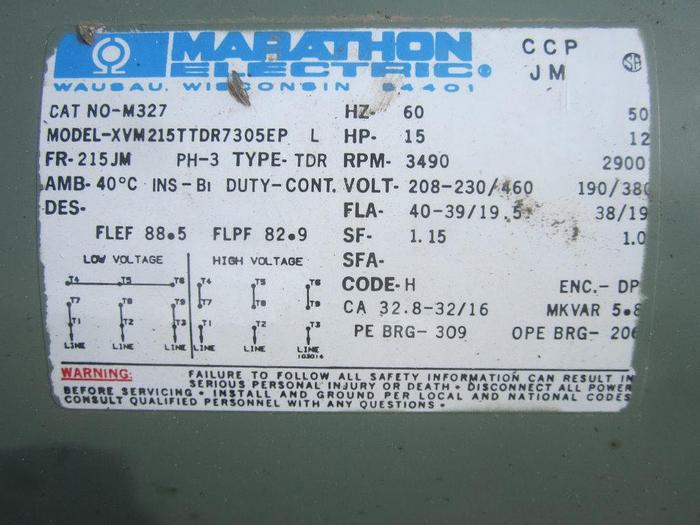 MARATHON
ELECTRIC®
WAUSAU, WISCONSIN 54401
CCP
JM
SA
CAT NO-M327 HZ- 60 50
MODEL-XVM215TTDR7305EP L HP- 15 12
FR-215JM PH-3 TYPE-TDR RPM-3490 2900
AMB-40°C INS-B1 DUTY-CONT. VOLT-208-230/460 190/380
DES- FLA- 40-39/19.5 38/19
FLEF 88.5 FLPF 82.9 SF- 1.15 1.0
LOW VOLTAGE HIGH VOLTAGE SFA-
T4 T5 T6 T4 T5 T6 CODE-H ENC.- DP
T7 T8 T9 T7 T8 T9 CA 32.8-32/16 MKVAR 5.8
T1 T2 T3 T1 T2 T3 PE BRG-309 OPE BRG-206
LINE LINE LINE LINE LINE LINE
103014
WARNING: FAILURE TO FOLLOW ALL SAFETY INFORMATION CAN RESULT IN
SERIOUS PERSONAL INJURY OR DEATH • DISCONNECT ALL POWER
BEFORE SERVICING • INSTALL AND GROUND PER LOCAL AND NATIONAL CODES
CONSULT QUALIFIED PERSONNEL WITH ANY QUESTIONS •